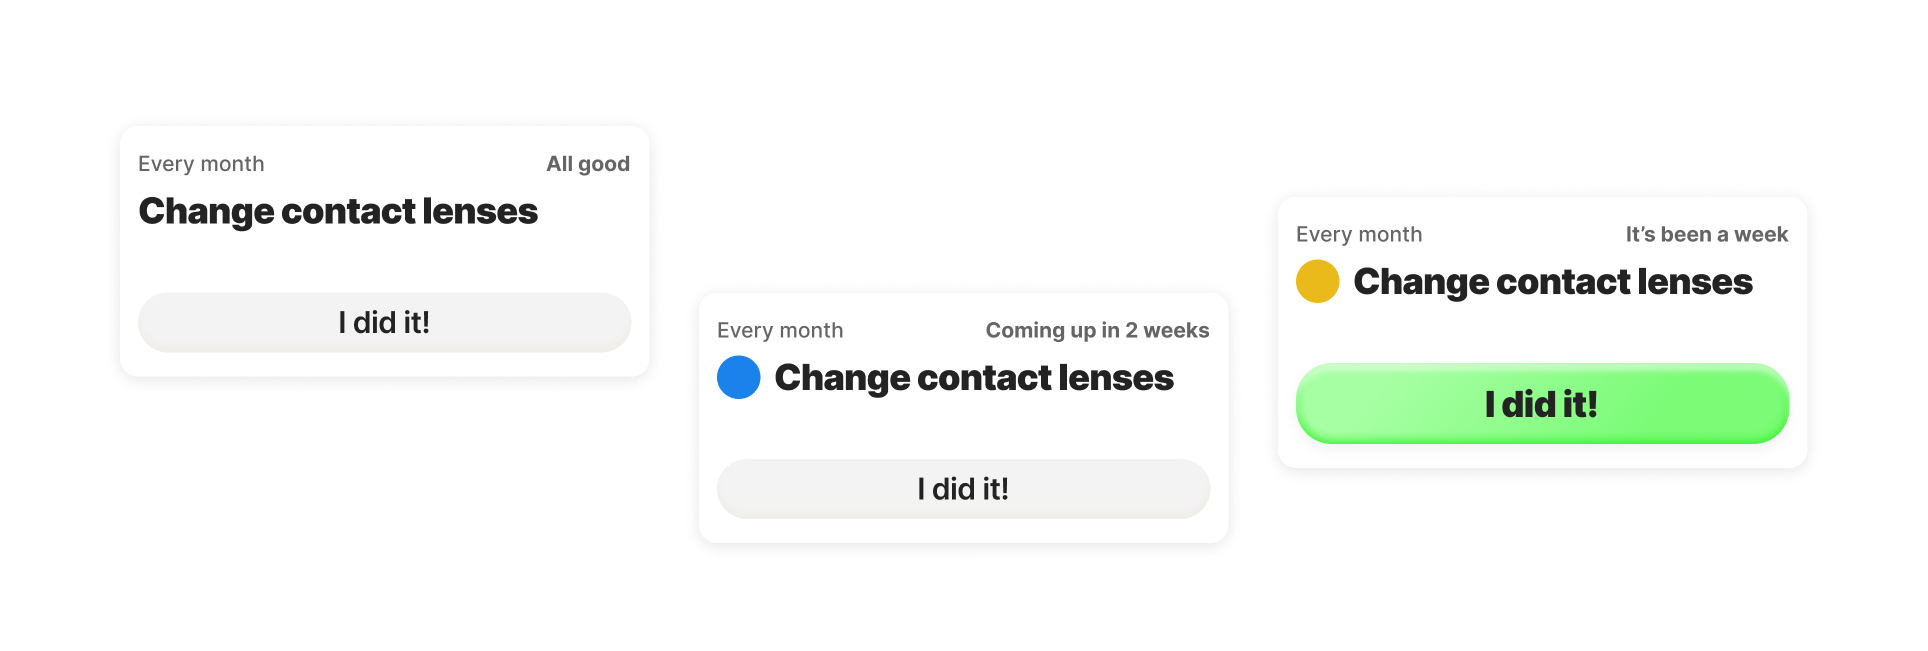 Every month
All good
Change contact lenses
I did it!
Every month
Coming up in 2 weeks
Change contact lenses
I did it!
Every month
It’s been a week
Change contact lenses
I did it!